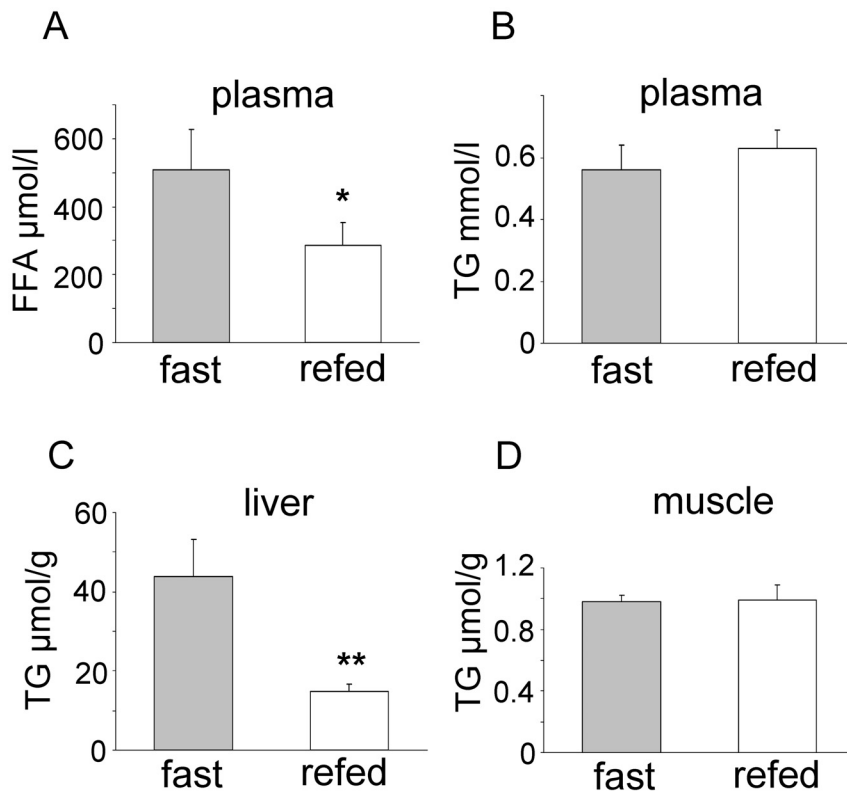 A
plasma
FFA µmol/l
600
400
200
0
*
fast
refed
B
plasma
TG mmol/l
0.6
0.4
0.2
0
fast
refed
C
liver
TG µmol/g
60
40
20
0
**
fast
refed
D
muscle
TG µmol/g
1.2
0.8
0.4
0
fast
refed